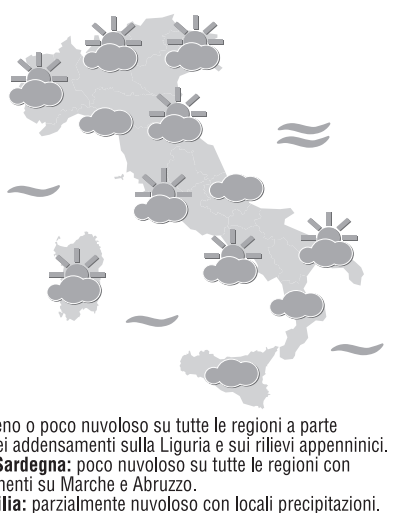 eno o poco nuvoloso su tutte le regioni a parte
ei addensamenti sulla Liguria e sui rilievi appenninici.
Sardegna: poco nuvoloso su tutte le regioni con
nenti su Marche e Abruzzo.
ilia: parzialmente nuvoloso con locali precipitazioni.